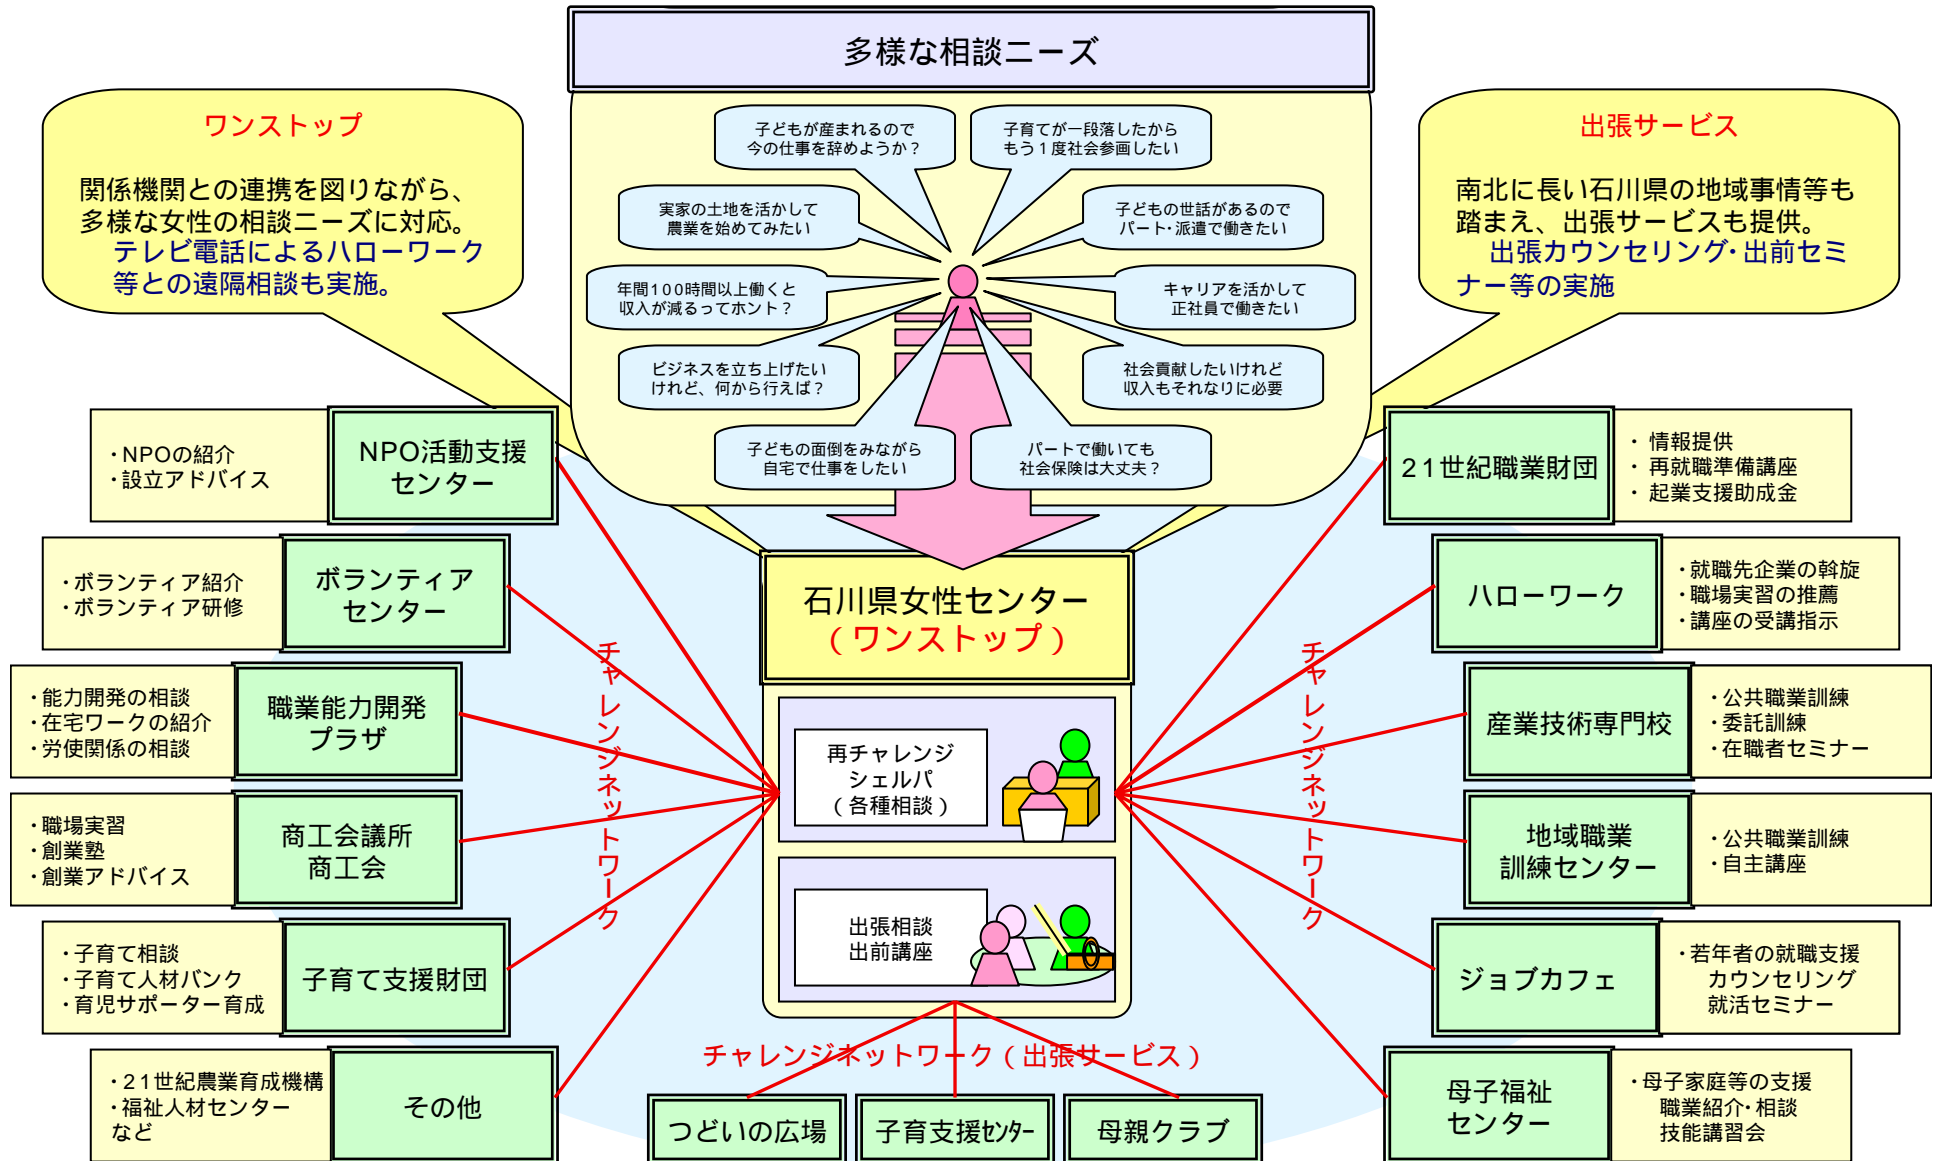 多様な相談ニーズ
ワンストップ
関係機関との連携を図りながら、
多様な女性の相談ニーズに対応。
テレビ電話によるハローワーク
等との遠隔相談も実施。
子どもが産まれるので
今の仕事を辞めようか?
子育てが一段落したから
もう1度社会参画したい
実家の土地を活かして
農業を始めてみたい
子どもの世話があるので
パート・派遣で働きたい
年間100時間以上働くと
収入が減るってホント?
キャリアを活かして
正社員で働きたい
ビジネスを立ち上げたい
けれど、何から行えば?
社会貢献したいけれど
収入もそれなりに必要
子どもの面倒をみながら
自宅で仕事をしたい
パートで働いても
社会保険は大丈夫?
出張サービス
南北に長い石川県の地域事情等も
踏まえ、出張サービスも提供。
出張カウンセリング・出前セミ
ナー等の実施
・NPOの紹介
・設立アドバイス
NPO活動支援
センター
・ボランティア紹介
・ボランティア研修
ボランティア
センター
・能力開発の相談
・在宅ワークの紹介
・労使関係の相談
職業能力開発
プラザ
・職場実習
・創業塾
・創業アドバイス
商工会議所
商工会
・子育て相談
・子育て人材バンク
・育児サポーター育成
子育て支援財団
・21世紀農業育成機構
・福祉人材センター
など
その他
チャレンジネットワーク
石川県女性センター
(ワンストップ)
再チャレンジ
シェルパ
(各種相談)
出張相談
出前講座
チャレンジネットワーク(出張サービス)
つどいの広場
子育支援センター
母親クラブ
チャレンジネットワーク
21世紀職業財団
・ 情報提供
・ 再就職準備講座
・ 起業支援助成金
ハローワーク
・就職先企業の斡旋
・職場実習の推薦
・講座の受講指示
産業技術専門校
・公共職業訓練
・委託訓練
・在職者セミナー
地域職業
訓練センター
・公共職業訓練
・自主講座
ジョブカフェ
・若年者の就職支援
カウンセリング
就活セミナー
母子福祉
センター
・母子家庭等の支援
職業紹介・相談
技能講習会